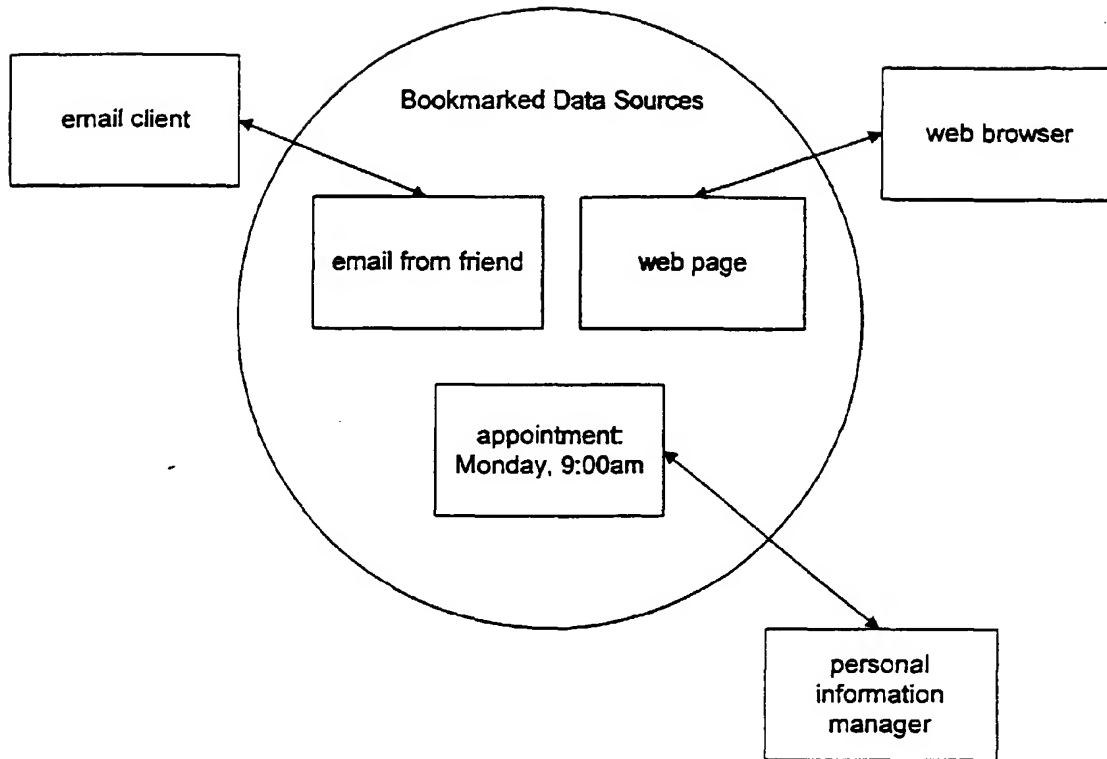 email client
Bookmarked Data Sources
web browser
email from friend
web page
appointment:
Monday, 9:00am
personal
information
manager